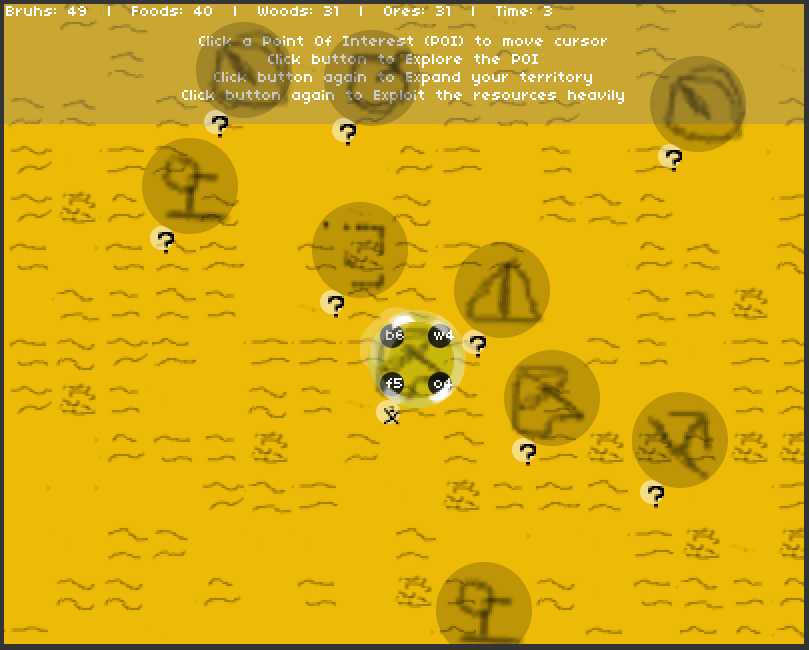 Bruhs: 49 | Foods: 40 | Woods: 31 | Ores: 31 | Time: 3
Click a Point Of Interest (POI) to move cursor
Click button to Explore the POI
Click button again to Expand your territory
Click button again to Exploit the resources heavily
?
?
?
?
?
?
b6 w4
f5 o4
?
?